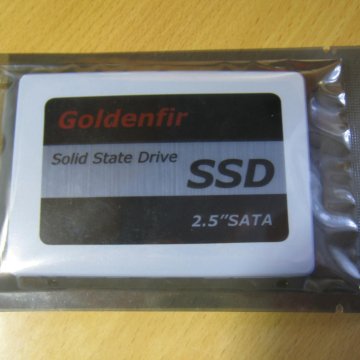 Goldenfir
Solid State Drive
SSD
2.5"SATA